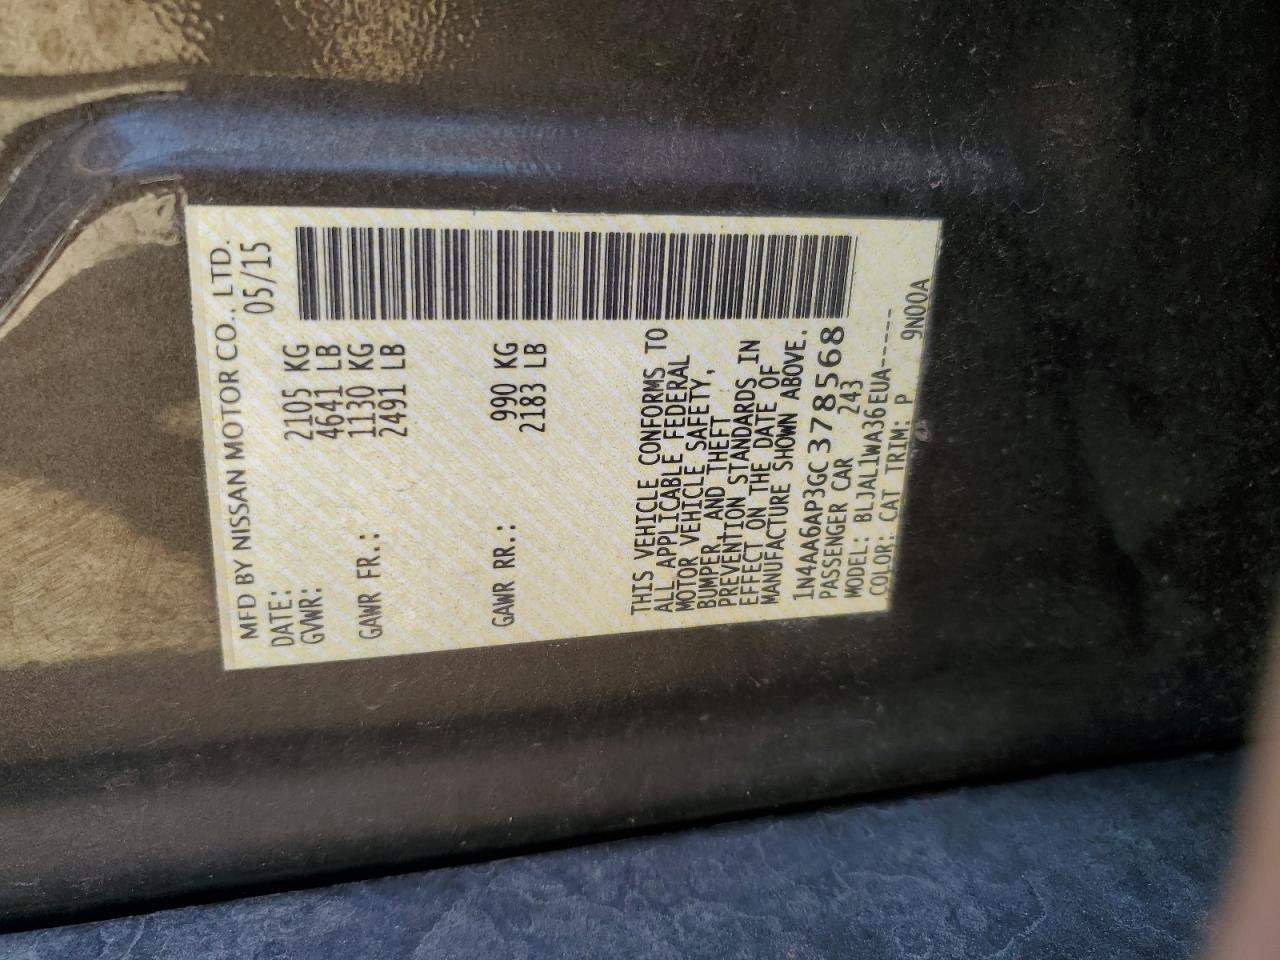 MFD BY NISSAN MOTOR CO., LTD.
DATE: 05/15
GVWR: 2105 KG
4641 LB
GAWR FR.: 1130 KG
2491 LB
GAWR RR.: 990 KG
2183 LB
THIS VEHICLE CONFORMS TO
ALL APPLICABLE FEDERAL
MOTOR VEHICLE SAFETY,
BUMPER, AND THEFT
PREVENTION STANDARDS IN
EFFECT ON THE DATE OF
MANUFACTURE SHOWN ABOVE.
1N4AA6AP3GC378568
PASSENGER CAR 243
MODEL: BLJAL1WA36EUA-----
COLOR: CAT TRIM: P 9N00A